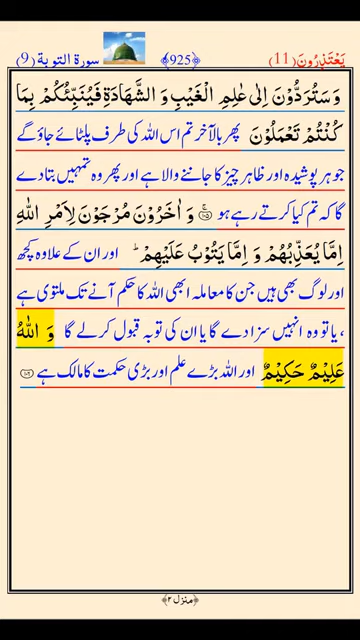 یَعْتَذِرُوْنَ (11) ﴿925﴾ سورة التوبة (9)
وَ سَتُرَدُّوْنَ اِلٰی عٰلِمِ الْغَیْبِ وَ الشَّهَادَةِ فَیُنَبِّئُكُمْ بِمَا
كُنْتُمْ تَعْمَلُوْنَ پھر بالآخر تم اس اللہ کی طرف پلٹائے جاؤ گے
جو ہر پوشیدہ اور ظاہر چیز کا جاننے والا ہے اور پھر وہ تمہیں بتا دے
گا کہ تم کیا کرتے رہے ہو ﴿۱۰۵﴾ وَ اٰخَرُوْنَ مُرْجَوْنَ لِاَمْرِ اللّٰهِ
اِمَّا یُعَذِّبُهُمْ وَ اِمَّا یَتُوْبُ عَلَیْهِمْ ؕ اور ان کے علاوہ کچھ
اور لوگ بھی ہیں جن کا معاملہ ابھی اللہ کا حکم آنے تک ملتوی ہے
، یا تو وہ انہیں سزا دے گا یا ان کی توبہ قبول کر لے گا وَ اللّٰهُ
عَلِیْمٌ حَكِیْمٌ اور اللہ بڑے علم اور بڑی حکمت کا مالک ہے ﴿۱۰۶﴾
﴿منزل ۲﴾